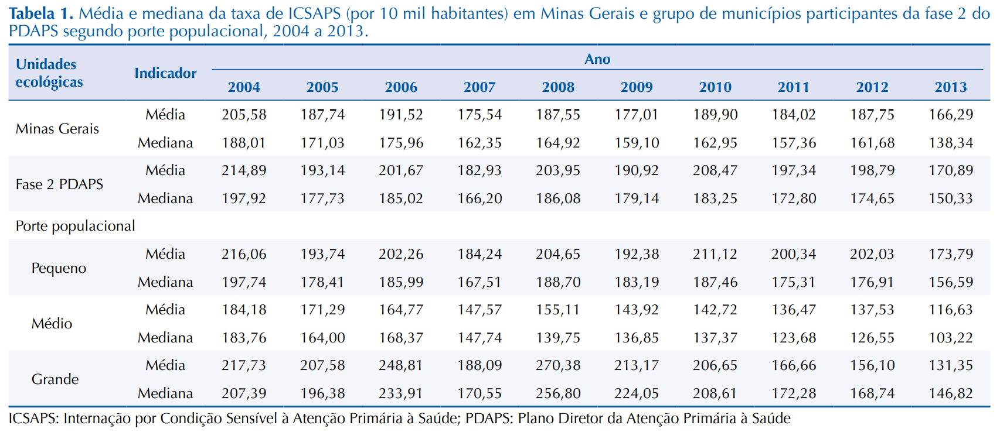 Tabela 1. Média e mediana da taxa de ICSAPS (por 10 mil habitantes) em Minas Gerais e grupo de municípios participantes da fase 2 do
PDAPS segundo porte populacional, 2004 a 2013.
Unidades ecológicas Indicador Ano
2004 2005 2006 2007 2008 2009 2010 2011 2012 2013
Minas Gerais
Média 205,58 187,74 191,52 175,54 187,55 177,01 189,90 184,02 187,75 166,29
Mediana 188,01 171,03 175,96 162,35 164,92 159,10 162,95 157,36 161,68 138,34
Fase 2 PDAPS
Média 214,89 193,14 201,67 182,93 203,95 190,92 208,47 197,34 198,79 170,89
Mediana 197,92 177,73 185,02 166,20 186,08 179,14 183,25 172,80 174,65 150,33
Porte populacional
Pequeno
Média 216,06 193,74 202,26 184,24 204,65 192,38 211,12 200,34 202,03 173,79
Mediana 197,74 178,41 185,99 167,51 188,70 183,19 187,46 175,31 176,91 156,59
Médio
Média 184,18 171,29 164,77 147,57 155,11 143,92 142,72 136,47 137,53 116,63
Mediana 183,76 164,00 168,37 147,74 139,75 136,85 137,37 123,68 126,55 103,22
Grande
Média 217,73 207,58 248,81 188,09 270,38 213,17 206,65 166,66 156,10 131,35
Mediana 207,39 196,38 233,91 170,55 256,80 224,05 208,61 172,28 168,74 146,82
ICSAPS: Internação por Condição Sensível à Atenção Primária à Saúde; PDAPS: Plano Diretor da Atenção Primária à Saúde